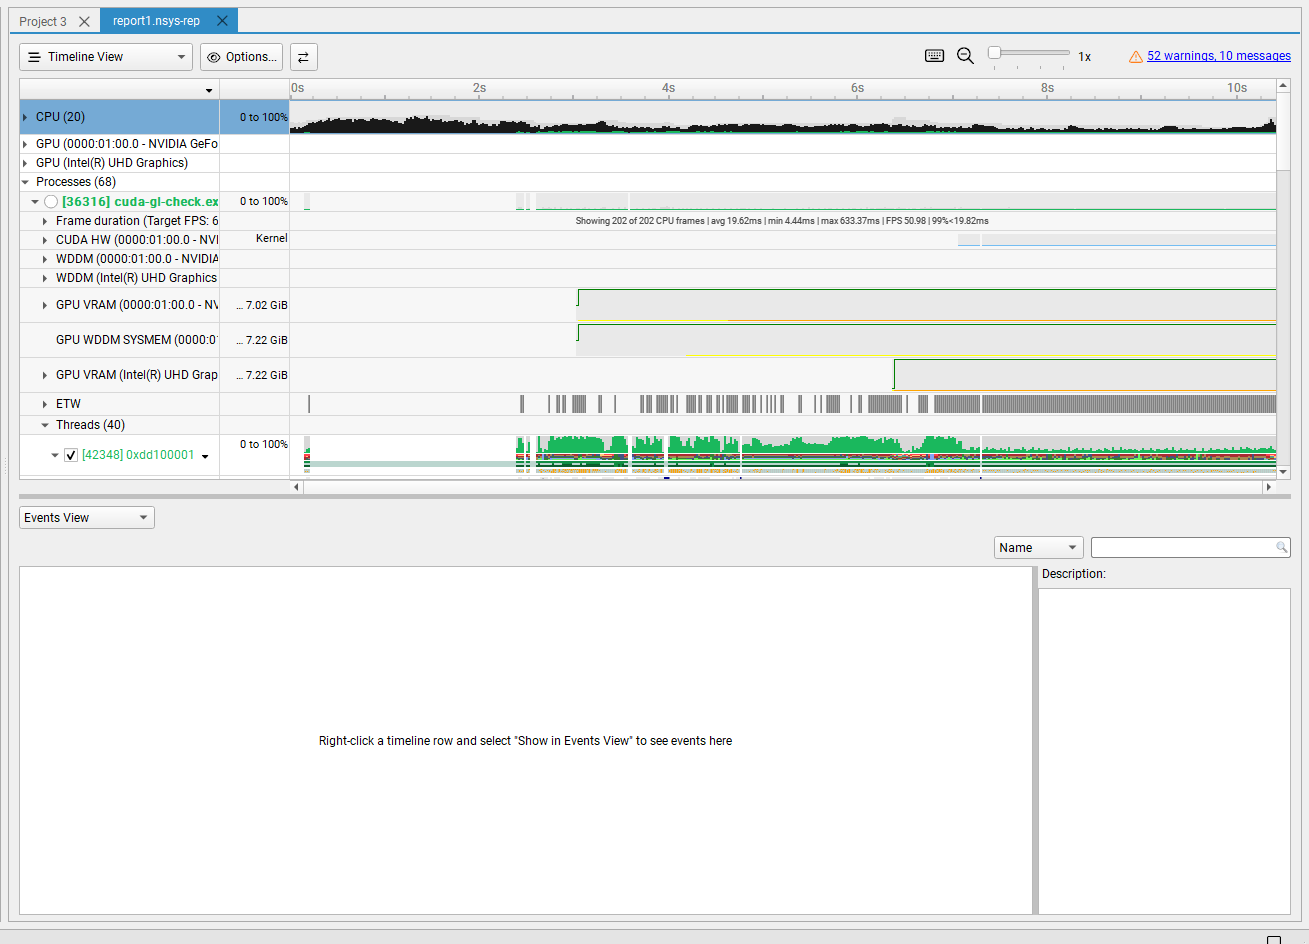 Project 3
report1.nsys-rep
Timeline View
Options...
1x
52 warnings, 10 messages
0s 2s 4s 6s 8s 10s
CPU (20) 0 to 100%
GPU (0000:01:00.0 - NVIDIA GeFo
GPU (Intel(R) UHD Graphics)
Processes (68)
[36316] cuda-gl-check.ex 0 to 100%
Frame duration (Target FPS: 6
Showing 202 of 202 CPU frames | avg 19.62ms | min 4.44ms | max 633.37ms | FPS 50.98 | 99%<19.82ms
CUDA HW (0000:01:00.0 - NVI Kernel
WDDM (0000:01:00.0 - NVIDIA
WDDM (Intel(R) UHD Graphics
GPU VRAM (0000:01:00.0 - NV ... 7.02 GiB
GPU WDDM SYSMEM (0000:01 ... 7.22 GiB
GPU VRAM (Intel(R) UHD Grap ... 7.22 GiB
ETW
Threads (40)
[42348] 0xdd100001 0 to 100%
Events View
Name
Description:
Right-click a timeline row and select "Show in Events View" to see events here